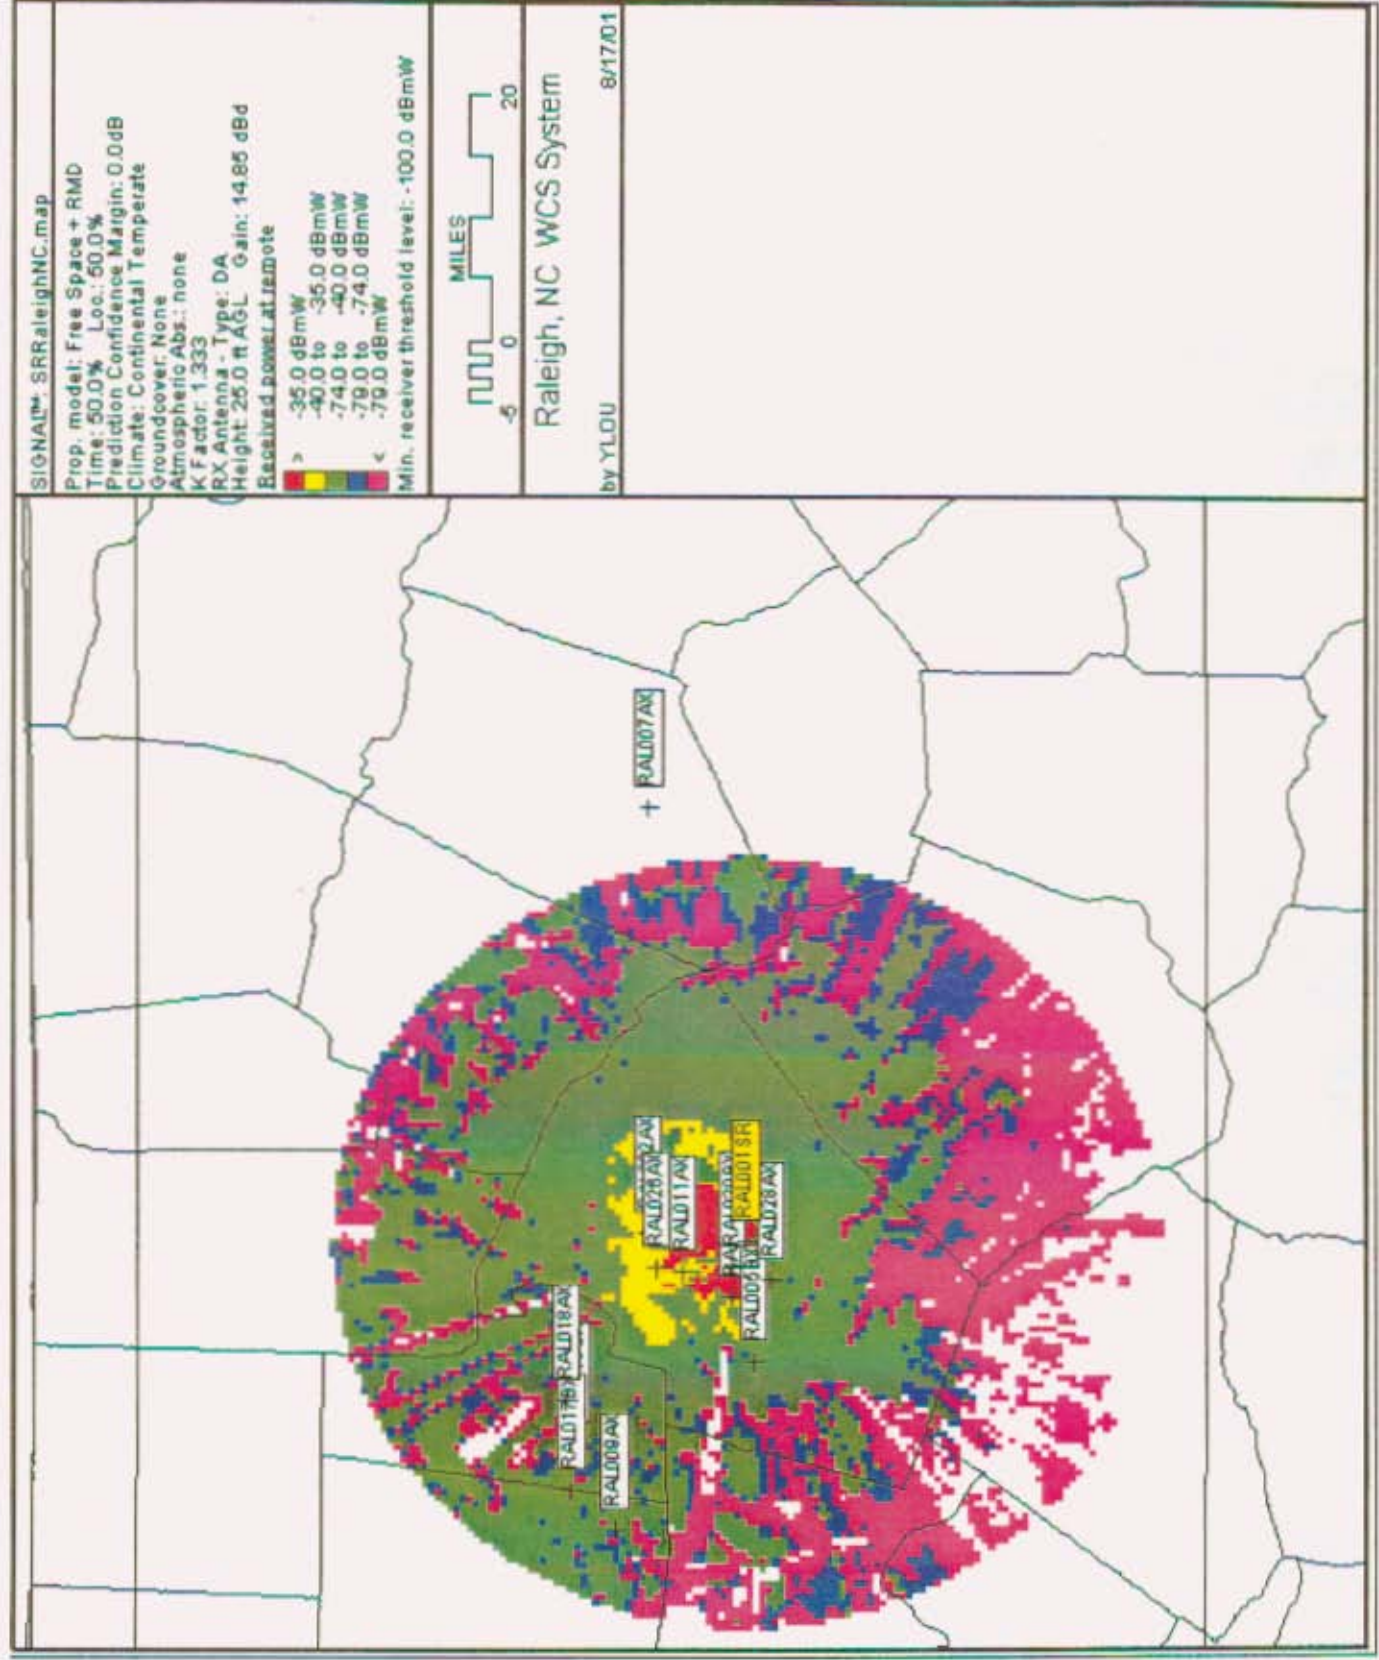 SIGNAL™: SRRaleighNC.map
Prop. model: Free Space + RMD
Time: 50.0% Loc.: 50.0%
Prediction Confidence Margin: 0.0dB
Climate: Continental Temperate
Groundcover: None
Atmospheric Abs.: none
K Factor: 1.333
RX Antenna - Type: DA
Height: 25.0 ft AGL Gain: 14.85 dBd
Received power at remote
> -35.0 dBmW
-40.0 to -35.0 dBmW
-74.0 to -40.0 dBmW
-79.0 to -74.0 dBmW
< -79.0 dBmW
Min. receiver threshold level: -100.0 dBmW
MILES
-5 0 20
Raleigh, NC WCS System
by YLOU 8/17/01
RAL007AX
2AX
RAL026AX
RAL011AX
RAL001SR
RAL028AX
RAL018AX
RAL009AX